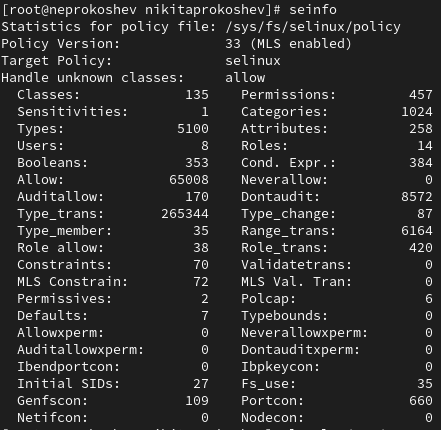 [root@neprokoshev nikitaprokoshev]# seinfo
Statistics for policy file: /sys/fs/selinux/policy
Policy Version: 33 (MLS enabled)
Target Policy: selinux
Handle unknown classes: allow
Classes: 135 Permissions: 457
Sensitivities: 1 Categories: 1024
Types: 5100 Attributes: 258
Users: 8 Roles: 14
Booleans: 353 Cond. Expr.: 384
Allow: 65008 Neverallow: 0
Auditallow: 170 Dontaudit: 8572
Type_trans: 265344 Type_change: 87
Type_member: 35 Range_trans: 6164
Role allow: 38 Role_trans: 420
Constraints: 70 Validatetrans: 0
MLS Constrain: 72 MLS Val. Tran: 0
Permissives: 2 Polcap: 6
Defaults: 7 Typebounds: 0
Allowxperm: 0 Neverallowxperm: 0
Auditallowxperm: 0 Dontauditxperm: 0
Ibendportcon: 0 Ibpkeycon: 0
Initial SIDs: 27 Fs_use: 35
Genfscon: 109 Portcon: 660
Netifcon: 0 Nodecon: 0